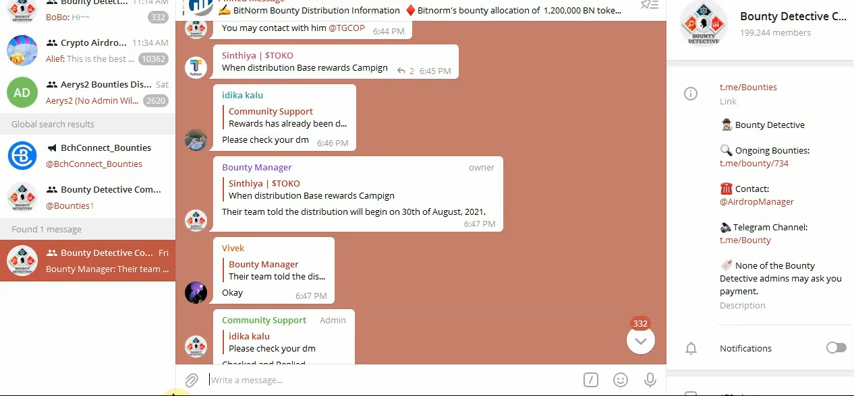 Bounty Detect...
11:14 AM
BoBo: Hi~~
332
Crypto Airdro...
11:34 AM
Alief: This is the best ...
10362
AD
Aerys2 Bounties Dis...
Sat
Aerys2 (No Admin Wil...
2620
Global search results
BchConnect_Bounties
@BchConnect_Bounties
Bounty Detective Com...
@Bounties1
Found 1 message
Bounty Detective Co...
Fri
Bounty Manager: Their team ...
BitNorm Bounty Distribution Information
Bitnorm's bounty allocation of 1,200,000 BN toke...
You may contact with him @TGCOP
6:44 PM
Sinthiya | $TOKO
When distribution Base rewards Campign
2 6:45 PM
idika kalu
Community Support
Rewards has already been d...
Please check your dm
6:46 PM
Bounty Manager
owner
Sinthiya | $TOKO
When distribution Base rewards Campign
Their team told the distribution will begin on 30th of August, 2021.
6:47 PM
Vivek
Bounty Manager
Their team told the dis...
Okay
6:47 PM
Community Support
Admin
idika kalu
Please check your dm
332
Write a message...
Bounty Detective C...
199,244 members
t.me/Bounties
Link
Bounty Detective
Ongoing Bounties:
t.me/bounty/734
Contact:
@AirdropManager
Telegram Channel:
t.me/Bounty
None of the Bounty
Detective admins may ask you
payment.
Description
Notifications